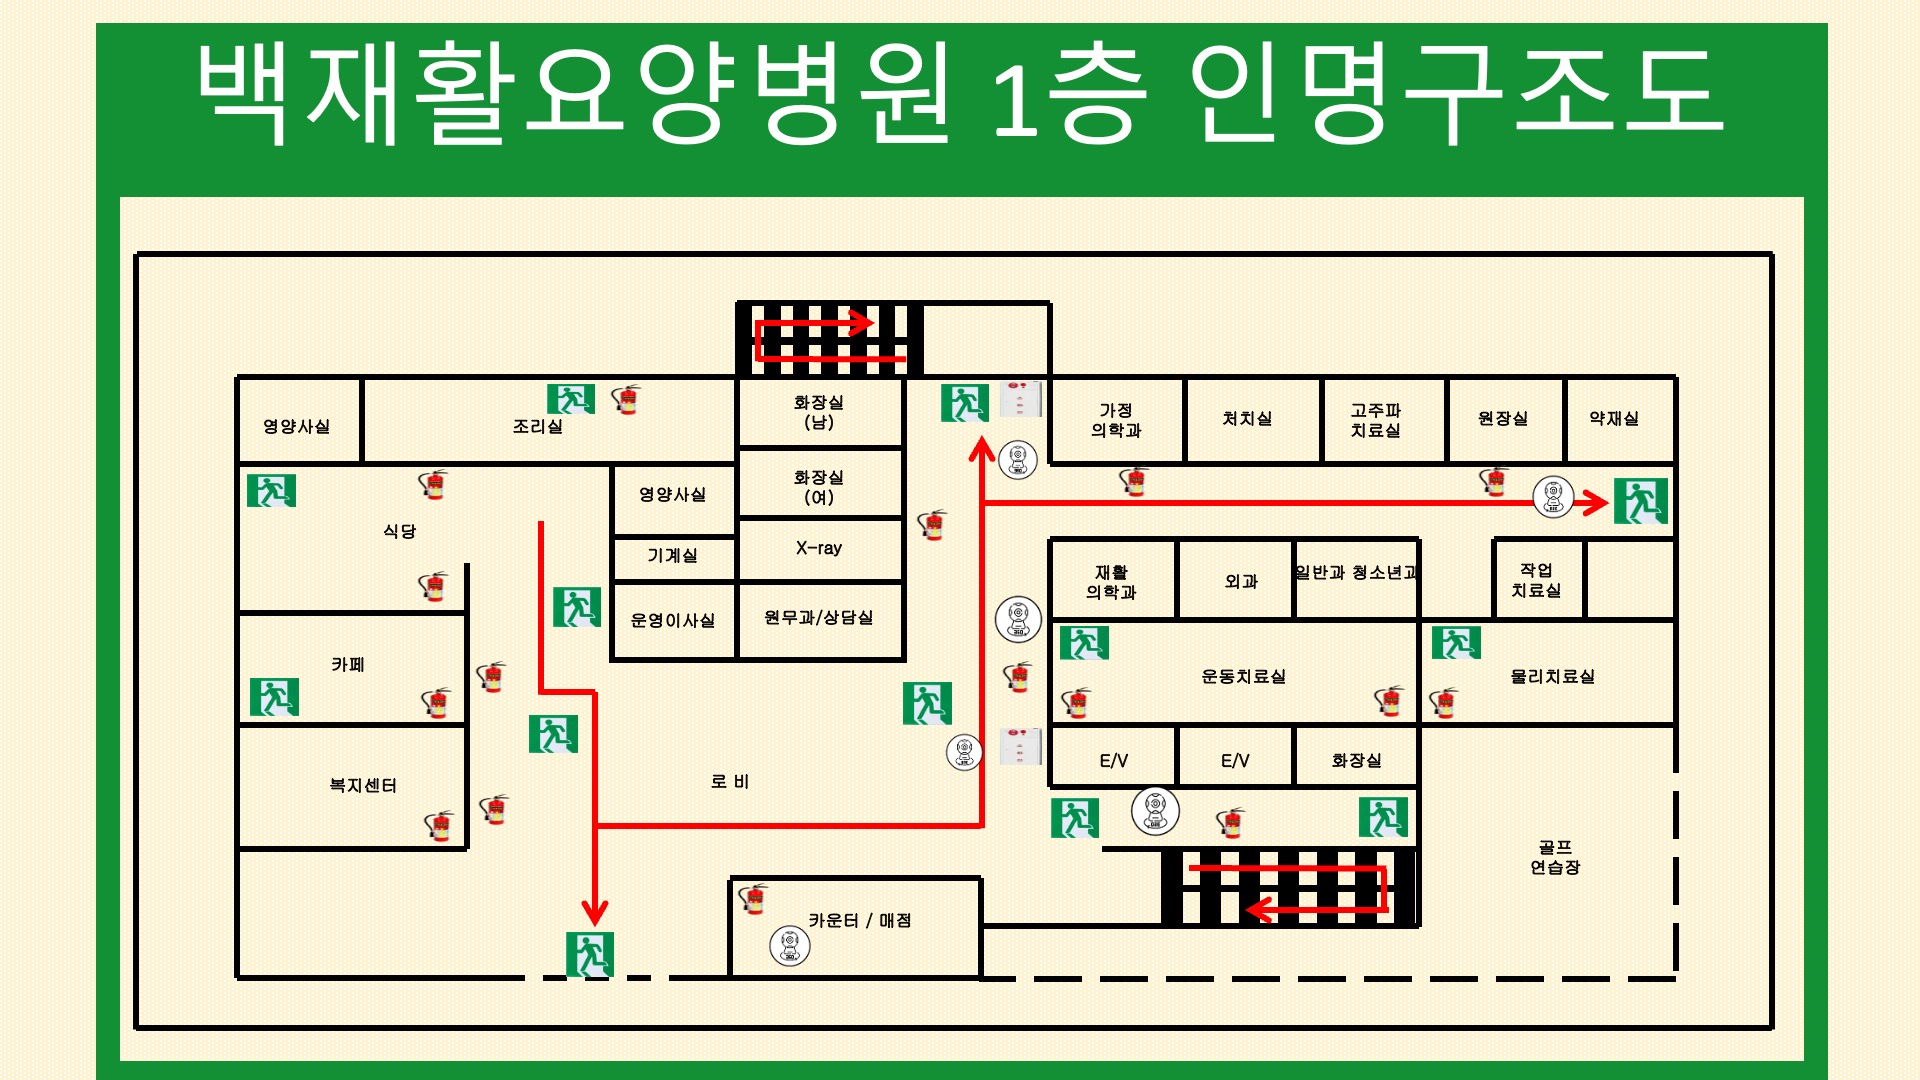 백재활요양병원 1층 인명구조도
영양사실
조리실
화장실
(남)
가정
의학과
처치실
고주파
치료실
원장실
약재실
식당
영양사실
화장실
(여)
기계실
X-ray
운영이사실
원무과/상담실
재활
의학과
외과
일반과 청소년과
작업
치료실
카페
운동치료실
물리치료실
복지센터
로 비
E/V
E/V
화장실
골프
연습장
카운터 / 매점